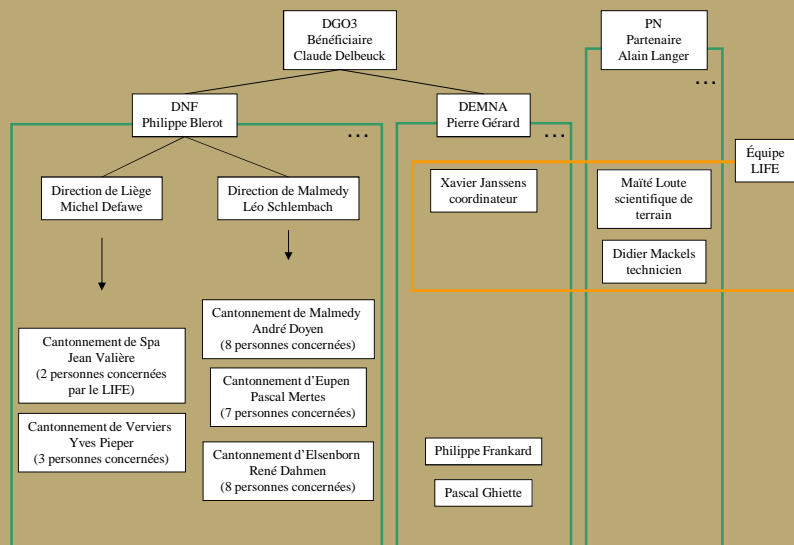 DGO3
Bénéficiaire
Claude Delbeuck
PN
Partenaire
Alain Langer
...
DNF
Philippe Blerot
...
DEMNA
Pierre Gérard
...
Équipe
LIFE
Direction de Liège
Michel Defawe
Direction de Malmedy
Léo Schlembach
Xavier Janssens
coordinateur
Maïté Loute
scientifique de
terrain
Didier Mackels
technicien
Cantonnement de Spa
Jean Valière
(2 personnes concernées
par le LIFE)
Cantonnement de Verviers
Yves Pieper
(3 personnes concernées)
Cantonnement de Malmedy
André Doyen
(8 personnes concernées)
Cantonnement d'Eupen
Pascal Mertes
(7 personnes concernées)
Cantonnement d'Elsenborn
René Dahmen
(8 personnes concernées)
Philippe Frankard
Pascal Ghiette